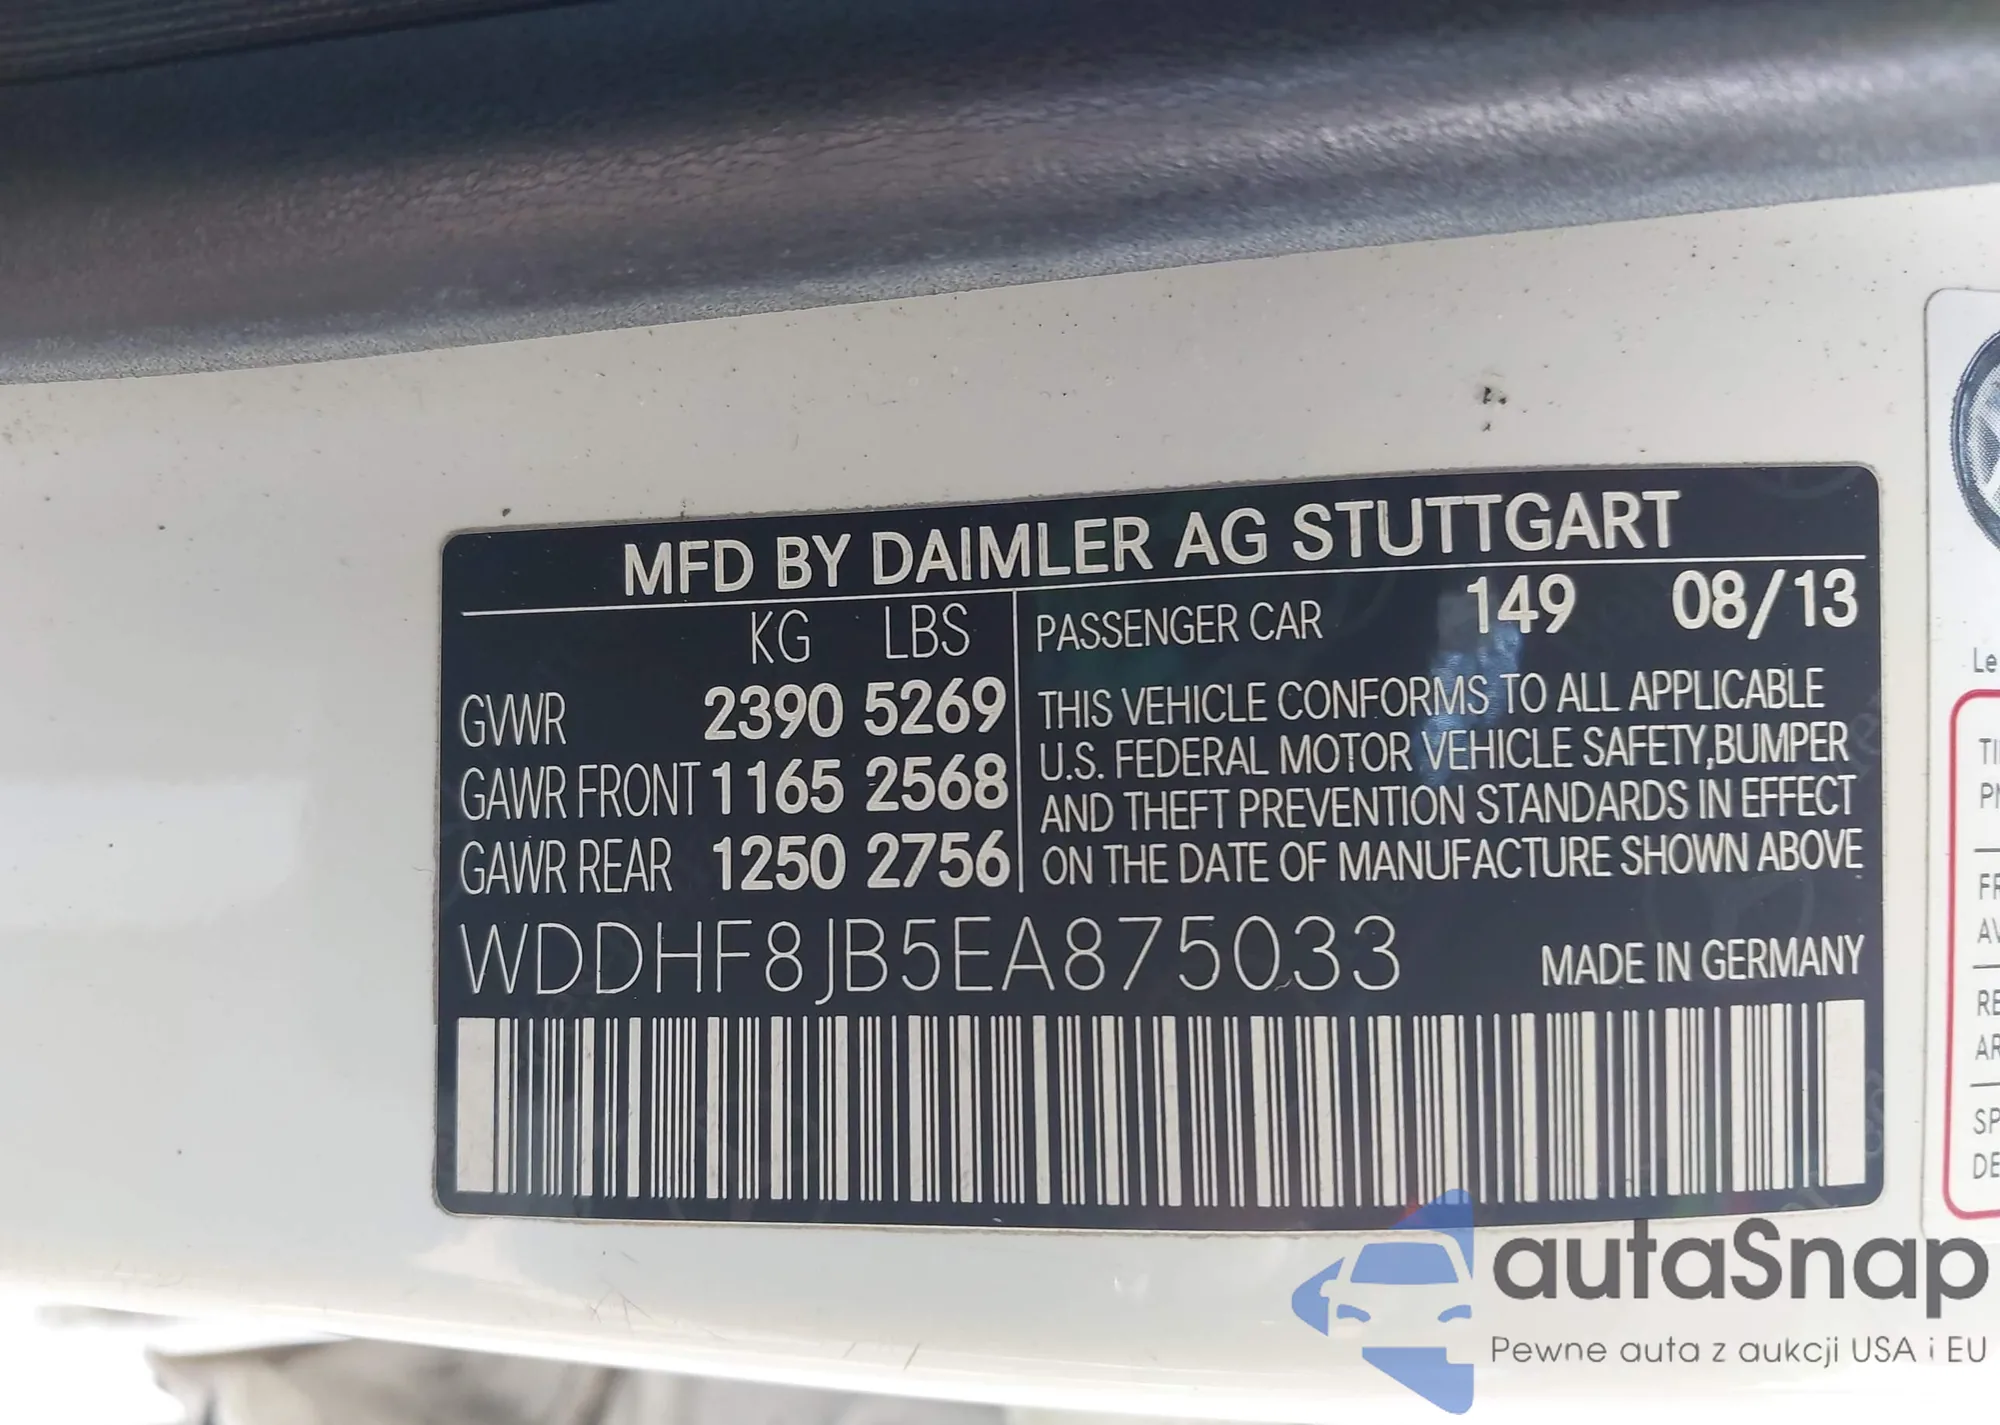 MFD BY DAIMLER AG STUTTGART
KG LBS
GVWR 2390 5269
GAWR FRONT 1165 2568
GAWR REAR 1250 2756
PASSENGER CAR 149 08/13
THIS VEHICLE CONFORMS TO ALL APPLICABLE
U.S. FEDERAL MOTOR VEHICLE SAFETY,BUMPER
AND THEFT PREVENTION STANDARDS IN EFFECT
ON THE DATE OF MANUFACTURE SHOWN ABOVE
WDDHF8JB5EA875033
MADE IN GERMANY
autaSnap
Pewne auta z aukcji USA i EU